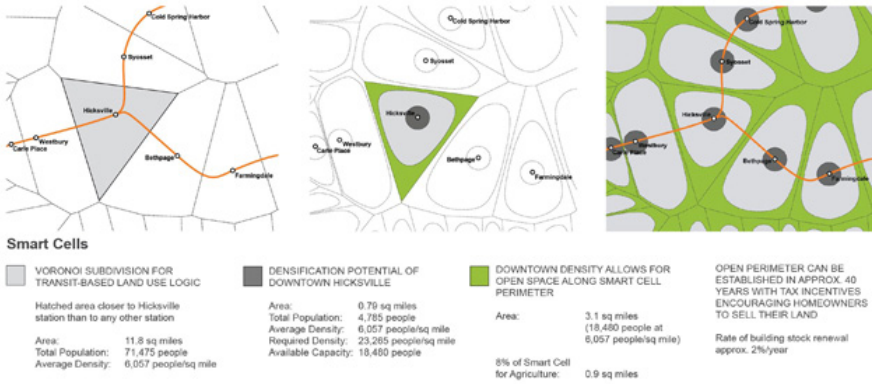 Cold Spring Harbor
Syosset
Hicksville
Westbury
Carle Place
Bethpage
Farmingdale
Cold Spring Harbor
Syosset
Hicksville
Westbury
Carle Place
Bethpage
Farmingdale
Cold Spring Harbor
Syosset
Hicksville
Westbury
Carle Place
Bethpage
Farmingdale
Smart Cells
VORONOI SUBDIVISION FOR
TRANSIT-BASED LAND USE LOGIC
Hatched area closer to Hicksville
station than to any other station
Area: 11.8 sq miles
Total Population: 71,475 people
Average Density: 6,057 people/sq mile
DENSIFICATION POTENTIAL OF
DOWNTOWN HICKSVILLE
Area: 0.79 sq miles
Total Population: 4,785 people
Average Density: 6,057 people/sq mile
Required Density: 23,265 people/sq mile
Available Capacity: 18,480 people
DOWNTOWN DENSITY ALLOWS FOR
OPEN SPACE ALONG SMART CELL
PERIMETER
Area: 3.1 sq miles
(18,480 people at
6,057 people/sq mile)
8% of Smart Cell
for Agriculture: 0.9 sq miles
OPEN PERIMETER CAN BE
ESTABLISHED IN APPROX. 40
YEARS WITH TAX INCENTIVES
ENCOURAGING HOMEOWNERS
TO SELL THEIR LAND
Rate of building stock renewal
approx. 2%/year